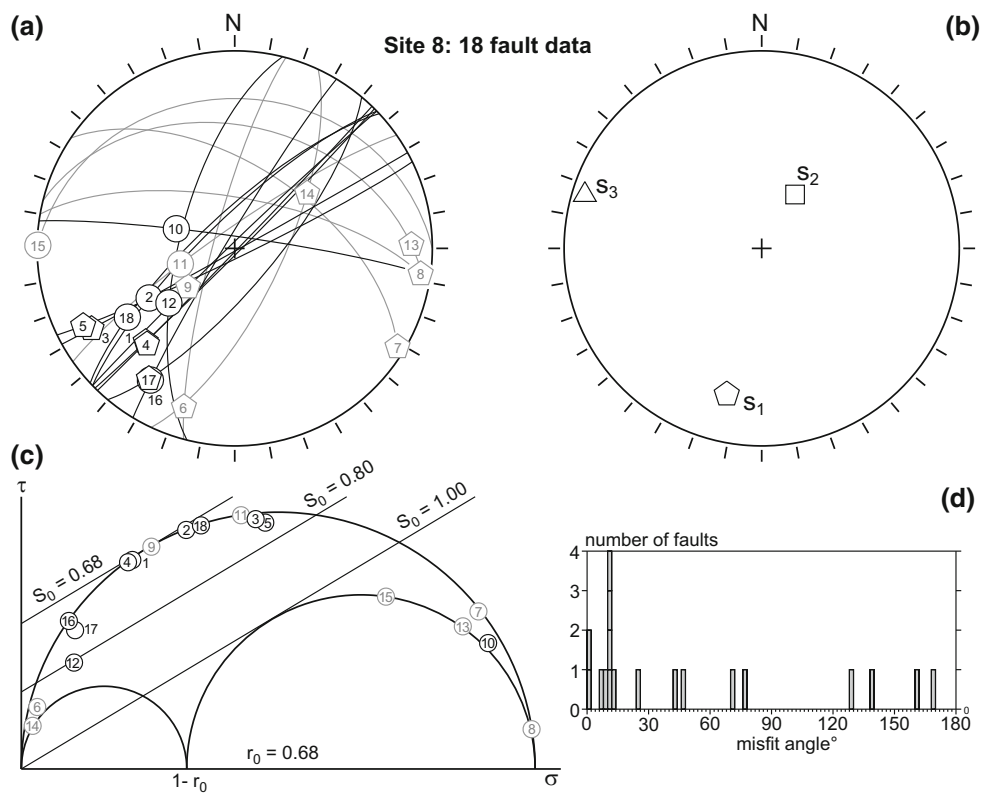 (a)
N
Site 8: 18 fault data
N
(b)
14
10
15
11
13
8
9
2
12
18
5
3
1
4
7
17
16
6
s3
s2
s1
(c)
τ
S0 = 0.68
S0 = 0.80
S0 = 1.00
2
18
11
3
5
4
1
9
16
17
12
6
14
15
7
13
10
8
r0 = 0.68
1- r0
σ
(d)
number of faults
4
3
2
1
0
0
0
30
60
90
120
150
180
misfit angle°